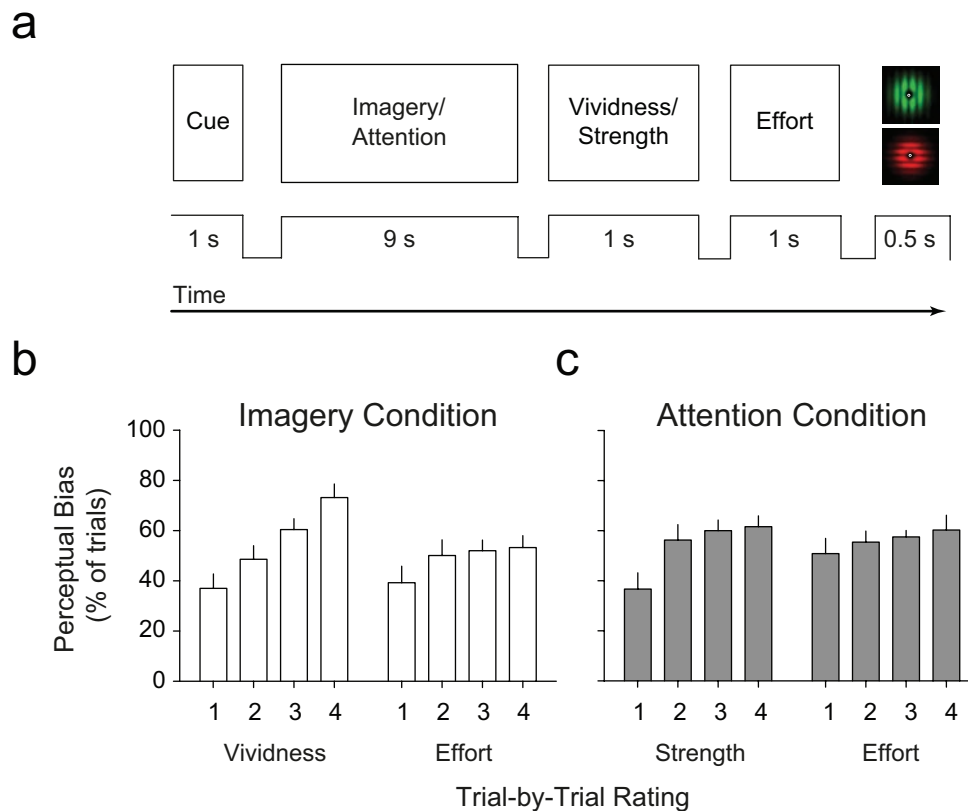 a
Cue
Imagery/
Attention
Vividness/
Strength
Effort
1 s
9 s
1 s
1 s
0.5 s
Time
b
c
Imagery Condition
Attention Condition
Perceptual Bias
(% of trials)
100
80
60
40
20
0
1 2 3 4 1 2 3 4
1 2 3 4 1 2 3 4
Vividness
Effort
Strength
Effort
Trial-by-Trial Rating